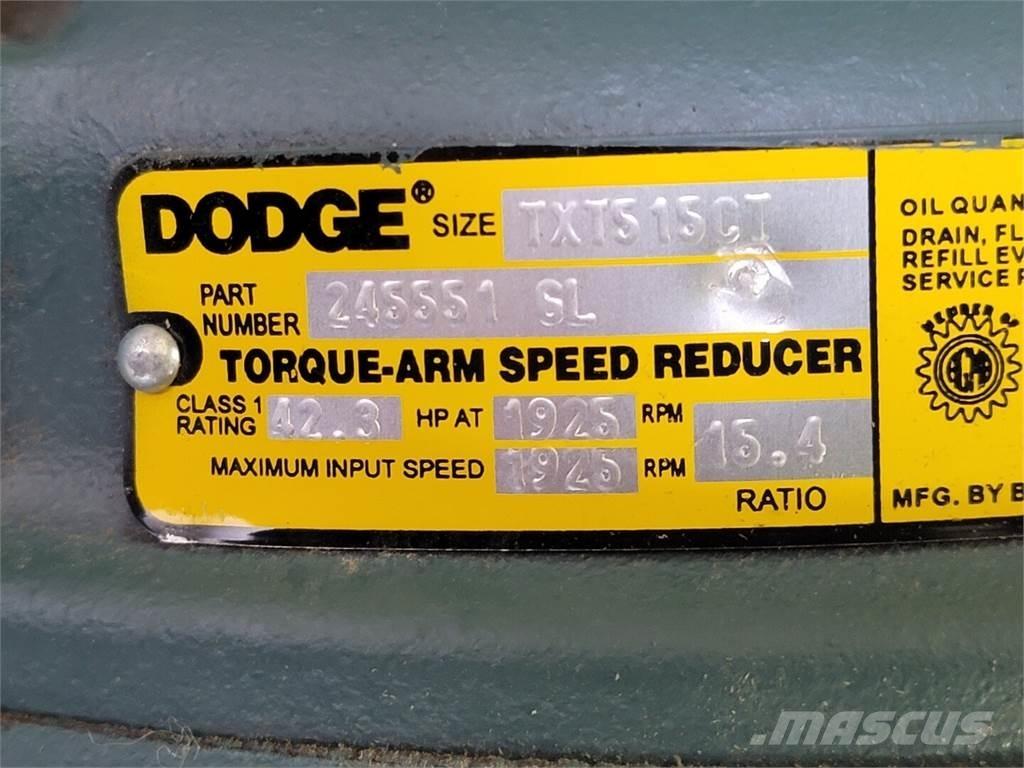 DODGE® SIZE TXT515CT
PART NUMBER 245551 SL
TORQUE-ARM SPEED REDUCER
CLASS 1 RATING 42.3 HP AT 1925 RPM
MAXIMUM INPUT SPEED 1925 RPM
15.4
RATIO
OIL QUAN
DRAIN, FL
REFILL EV
SERVICE
MEMBER OF
MFG. BY B
MASCUS